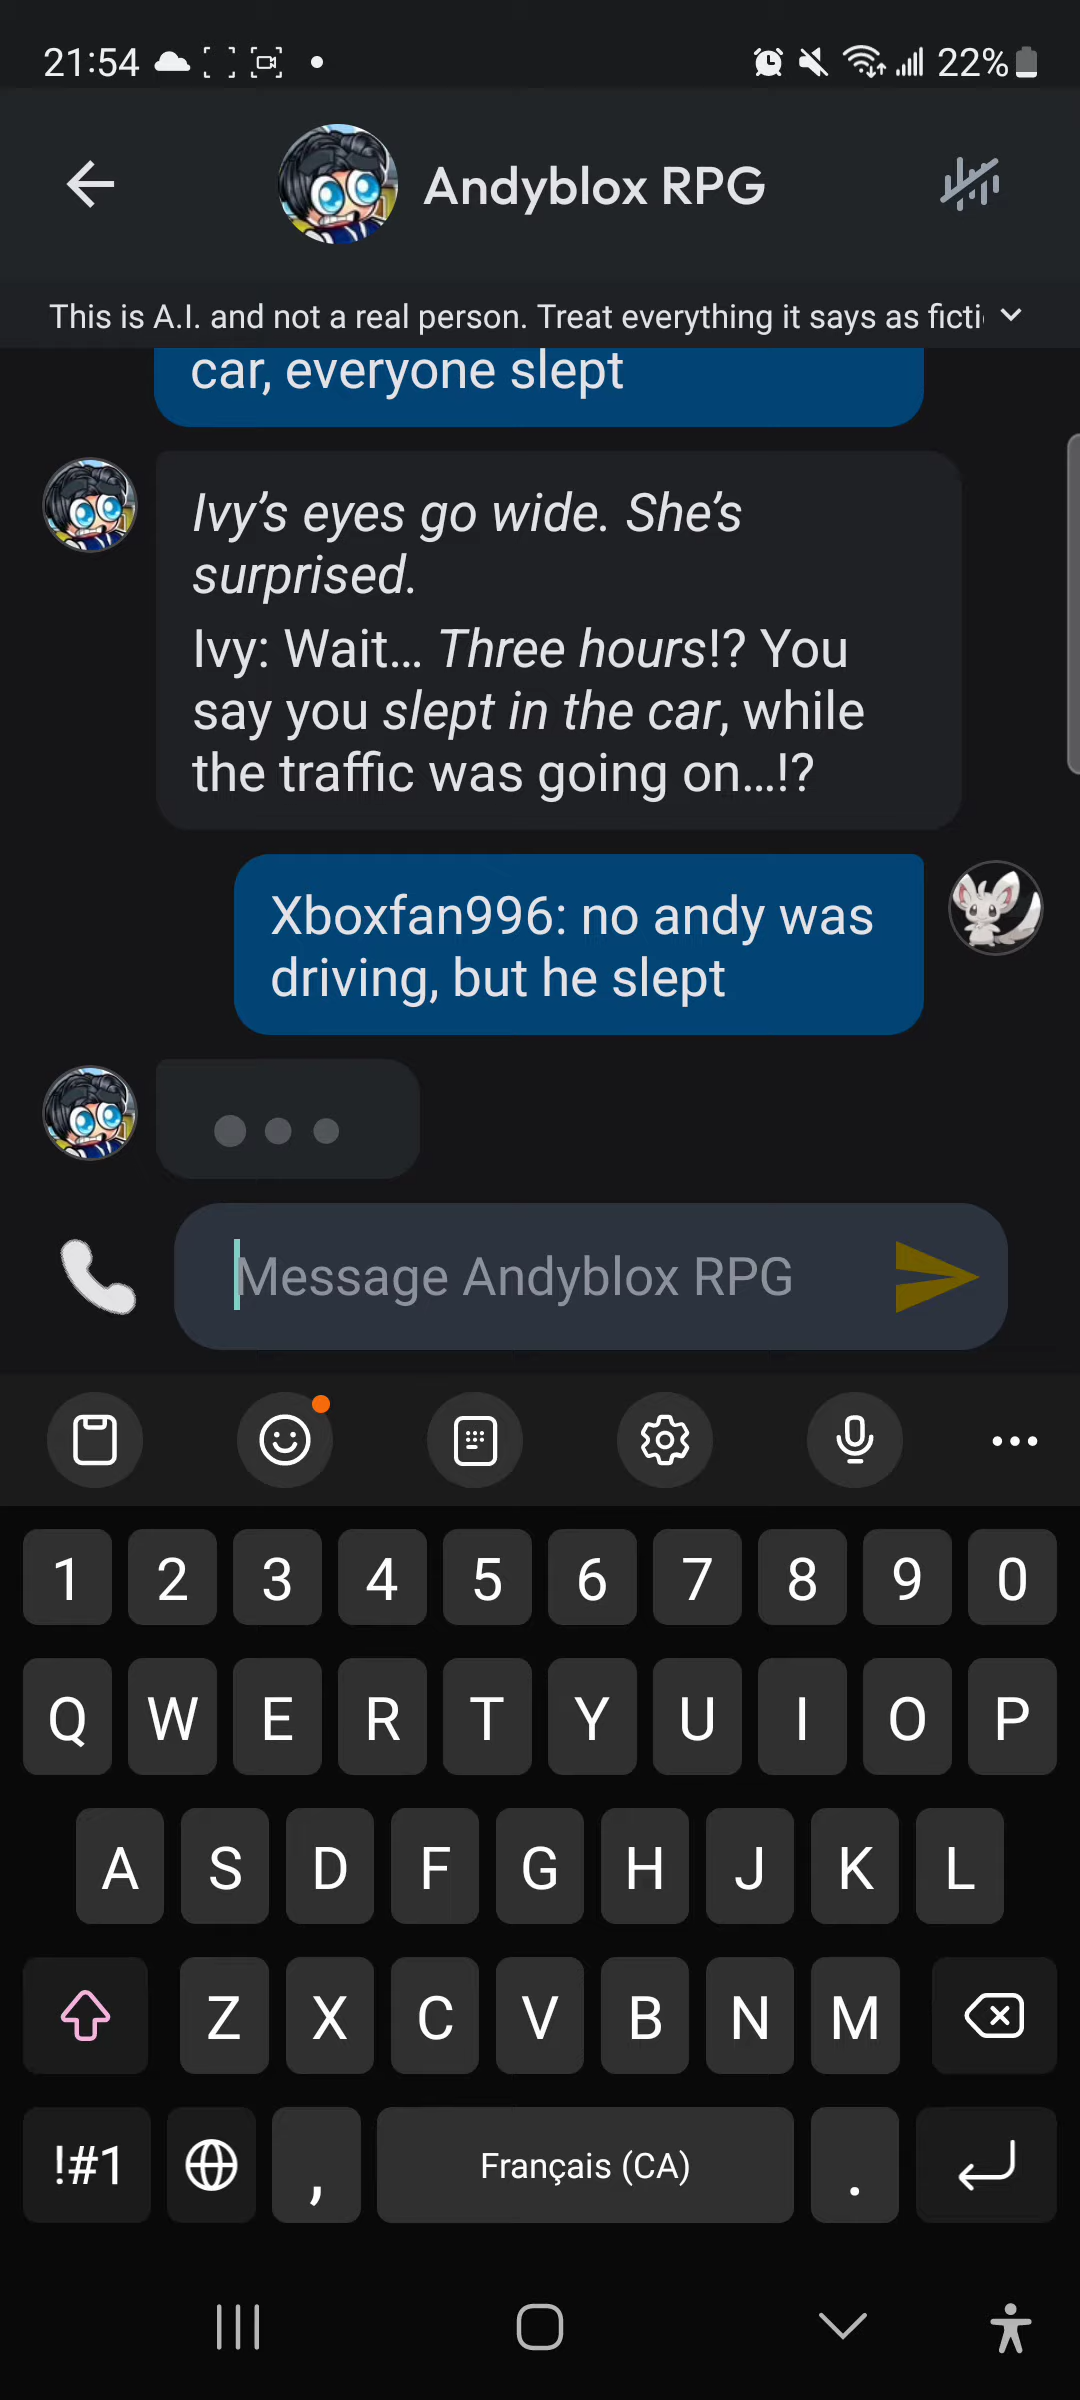 21:54
22%
Andyblox RPG
This is A.I. and not a real person. Treat everything it says as ficti
car, everyone slept
Ivy's eyes go wide. She's
surprised.
Ivy: Wait... Three hours!? You
say you slept in the car, while
the traffic was going on...!?
Xboxfan996: no andy was
driving, but he slept
Message Andyblox RPG
1 2 3 4 5 6 7 8 9 0
Q W E R T Y U I O P
A S D F G H J K L
Z X C V B N M
!#1 , Français (CA) .